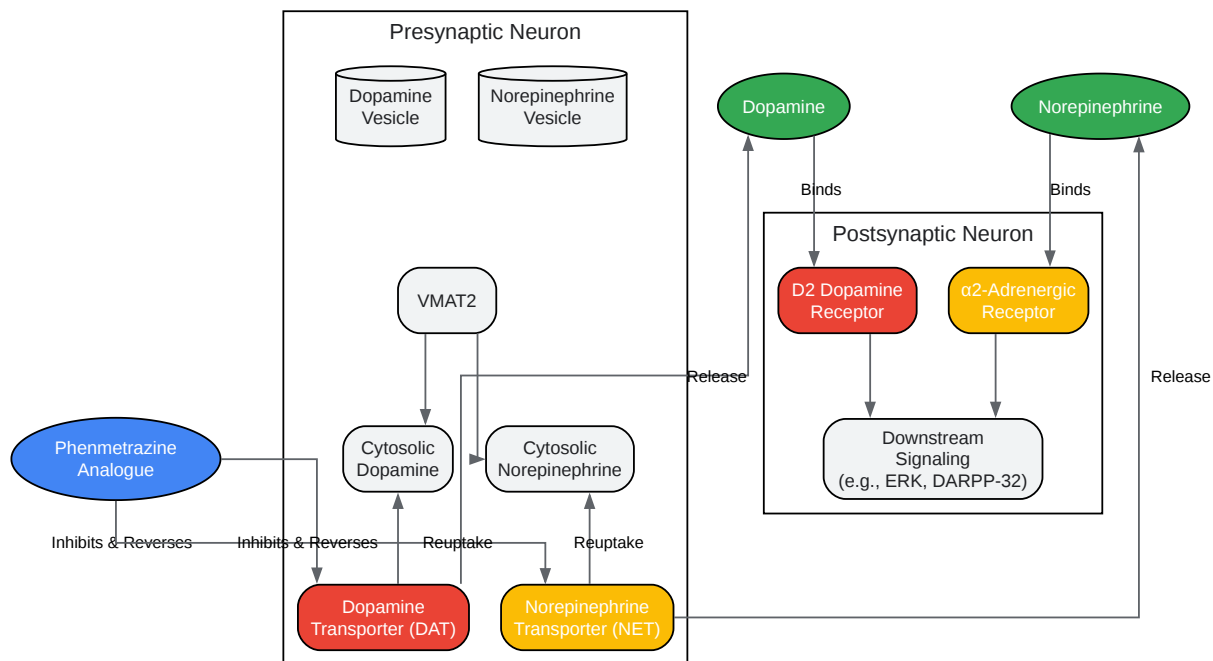 Presynaptic Neuron
Dopamine
Vesicle
Norepinephrine
Vesicle
Dopamine
Norepinephrine
Binds
Binds
Postsynaptic Neuron
VMAT2
D2 Dopamine
Receptor
α2-Adrenergic
Receptor
Release
Release
Phenmetrazine
Analogue
Cytosolic
Dopamine
Cytosolic
Norepinephrine
Downstream
Signaling
(e.g., ERK, DARPP-32)
Inhibits & Reverses
Inhibits & Reverses
Reuptake
Reuptake
Dopamine
Transporter (DAT)
Norepinephrine
Transporter (NET)